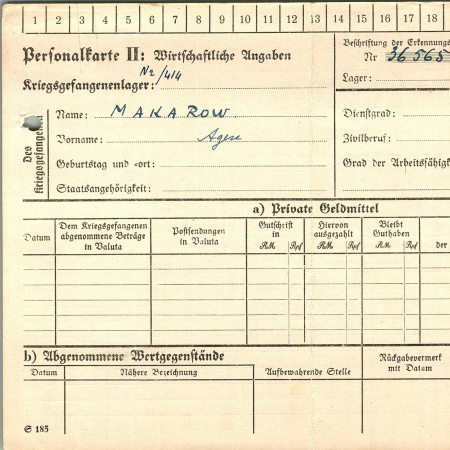 1 2 3 4 5 6 7 8 9 10 11 12 13 14 15 16 17 18
Personalkarte II: Wirtschaftliche Angaben
Beschriftung der Erkennungs
Nr 36565
N2/414
Kriegsgefangenenlager:
Lager:
Des Kriegsgefangenen
Name: MAKAROW
Dienstgrad:
Vorname:
Zivilberuf:
Geburtstag und -ort:
Grad der Arbeitsfähigk
Staatsangehörigkeit:
a) Private Geldmittel
Datum
Dem Kriegsgefangenen abgenommene Beträge in Valuta
Postsendungen in Valuta
Gutschrift in
RM Rpf
Hiervon ausgezahlt
RM Rpf
Bleibt Guthaben
RM Rpf
der
b) Abgenommene Wertgegenstände
Rückgabevermerk mit Datum
Datum
Nähere Bezeichnung
Aufbewahrende Stelle
S 185